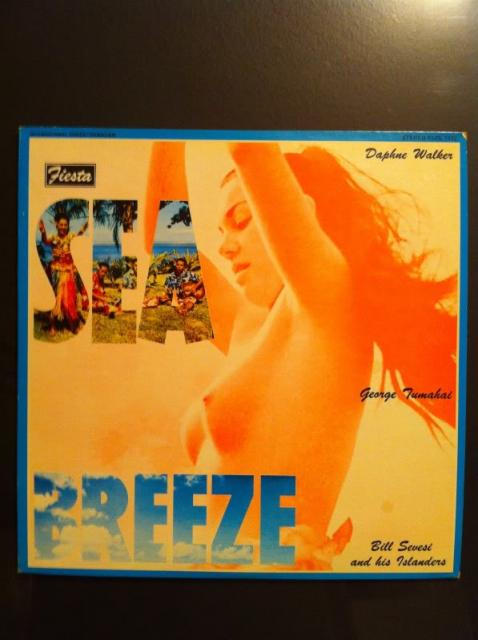 Fiesta
Daphne Walker
SEA
George Tumahai
BREEZE
Bill Sevesi
and his Islanders